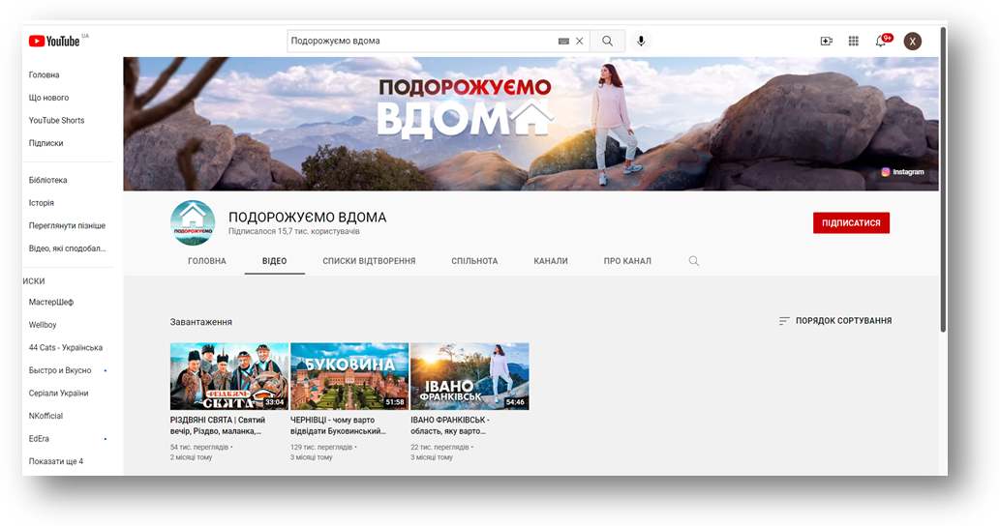 YouTube UA
Подорожуємо вдома
9+
X
Головна
Що нового
YouTube Shorts
Підписки
Бібліотека
Історія
Переглянути пізніше
Відео, які сподобал...
ИСКИ
МастерШеф
Wellboy
44 Cats - Українська
Быстро и Вкусно
Серіали України
NKofficial
EdEra
Показати ще 4
ПОДОРОЖУЄМО
ВДОМА
Instagram
ПОДОРОЖУЄМО
ПОДОРОЖУЄМО ВДОМА
Підписалося 15,7 тис. користувачів
ПІДПИСАТИСЯ
ГОЛОВНА ВІДЕО СПИСКИ ВІДТВОРЕННЯ СПІЛЬНОТА КАНАЛИ ПРО КАНАЛ
Завантаження
ПОРЯДОК СОРТУВАННЯ
РІЗДВЯНІ
СВЯТА
33:04
РІЗДВЯНІ СВЯТА | Святий
вечір, Різдво, маланка,...
54 тис. переглядів •
2 місяці тому
БУКОВИНА
51:58
ЧЕРНІВЦІ - чому варто
відвідати Буковинський...
129 тис. переглядів •
3 місяці тому
ІВАНО
ФРАНКІВСЬК
54:46
ІВАНО ФРАНКІВСЬК -
область, яку варто...
22 тис. переглядів •
3 місяці тому